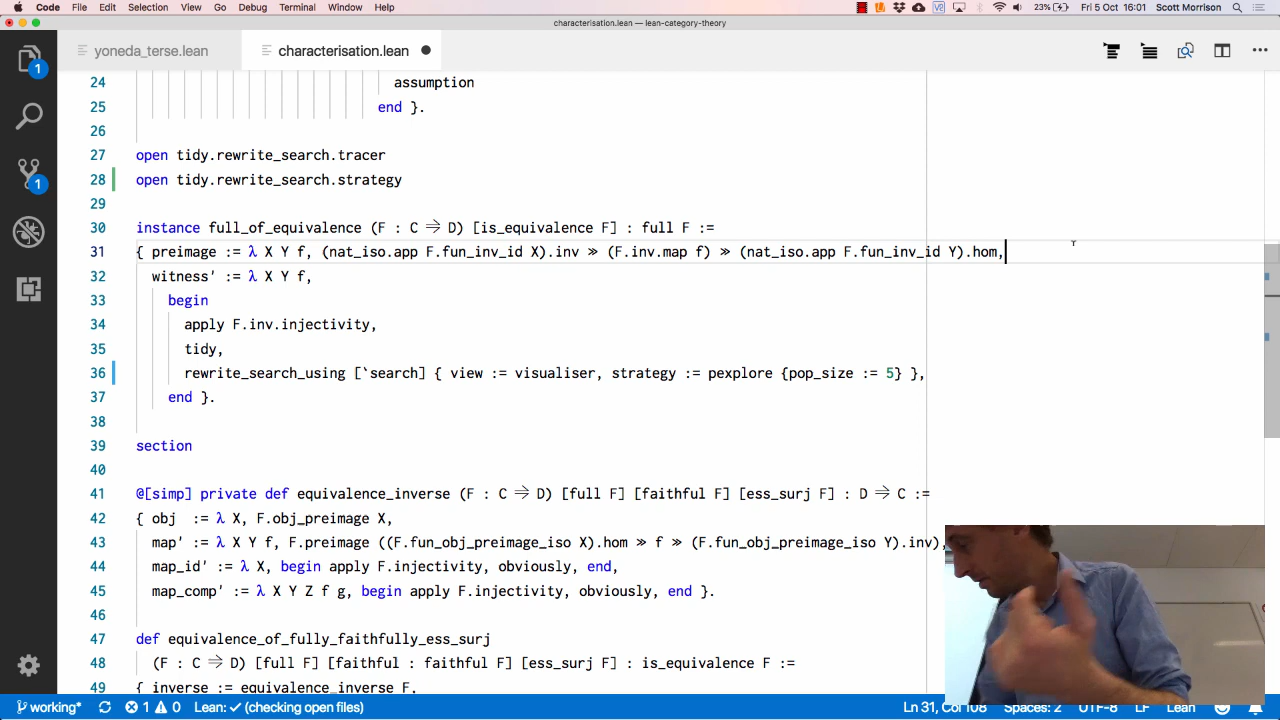 Code File Edit Selection View Go Debug Terminal Window Help 23% Fri 5 Oct 16:01 Scott Morrison
characterisation.lean — lean-category-theory
yoneda_terse.lean characterisation.lean
24 assumption
25 end }.
26
27 open tidy.rewrite_search.tracer
28 open tidy.rewrite_search.strategy
29
30 instance full_of_equivalence (F : C ⇒ D) [is_equivalence F] : full F :=
31 { preimage := λ X Y f, (nat_iso.app F.fun_inv_id X).inv ≫ (F.inv.map f) ≫ (nat_iso.app F.fun_inv_id Y).hom,
32 witness' := λ X Y f,
33 begin
34 apply F.inv.injectivity,
35 tidy,
36 rewrite_search_using [`search] { view := visualiser, strategy := pexplore {pop_size := 5} },
37 end }.
38
39 section
40
41 @[simp] private def equivalence_inverse (F : C ⇒ D) [full F] [faithful F] [ess_surj F] : D ⇒ C :=
42 { obj := λ X, F.obj_preimage X,
43 map' := λ X Y f, F.preimage ((F.fun_obj_preimage_iso X).hom ≫ f ≫ (F.fun_obj_preimage_iso Y).inv),
44 map_id' := λ X, begin apply F.injectivity, obviously, end,
45 map_comp' := λ X Y Z f g, begin apply F.injectivity, obviously, end }.
46
47 def equivalence_of_fully_faithfully_ess_surj
48 (F : C ⇒ D) [full F] [faithful : faithful F] [ess_surj F] : is_equivalence F :=
49 { inverse := equivalence_inverse F,
1
1
working* 1 0 Lean: ✓ (checking open files) Ln 31, Col 108 Spaces: 2 UTF-8 LF Lean